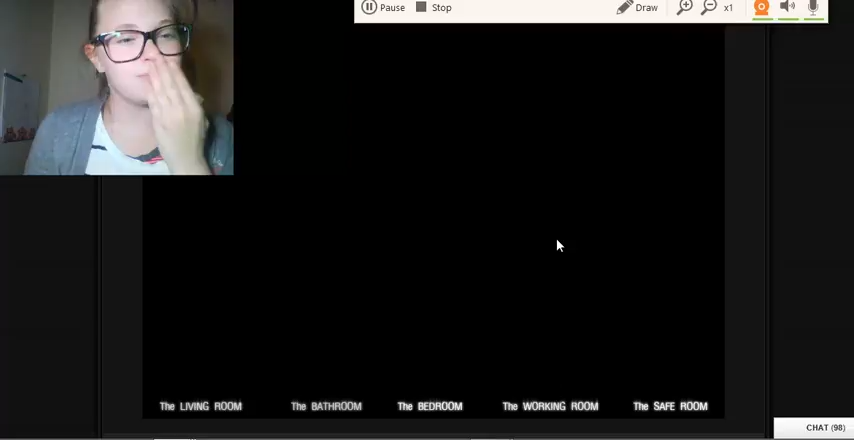 Pause Stop Draw x1
The LIVING ROOM The BATHROOM The BEDROOM The WORKING ROOM The SAFE ROOM
CHAT (98)